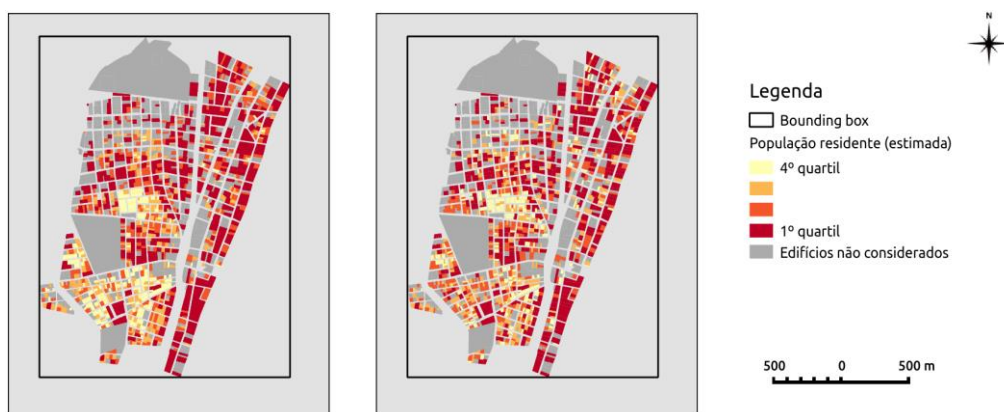 N
Legenda
Bounding box
População residente (estimada)
4º quartil
1º quartil
Edifícios não considerados
500 0 500 m